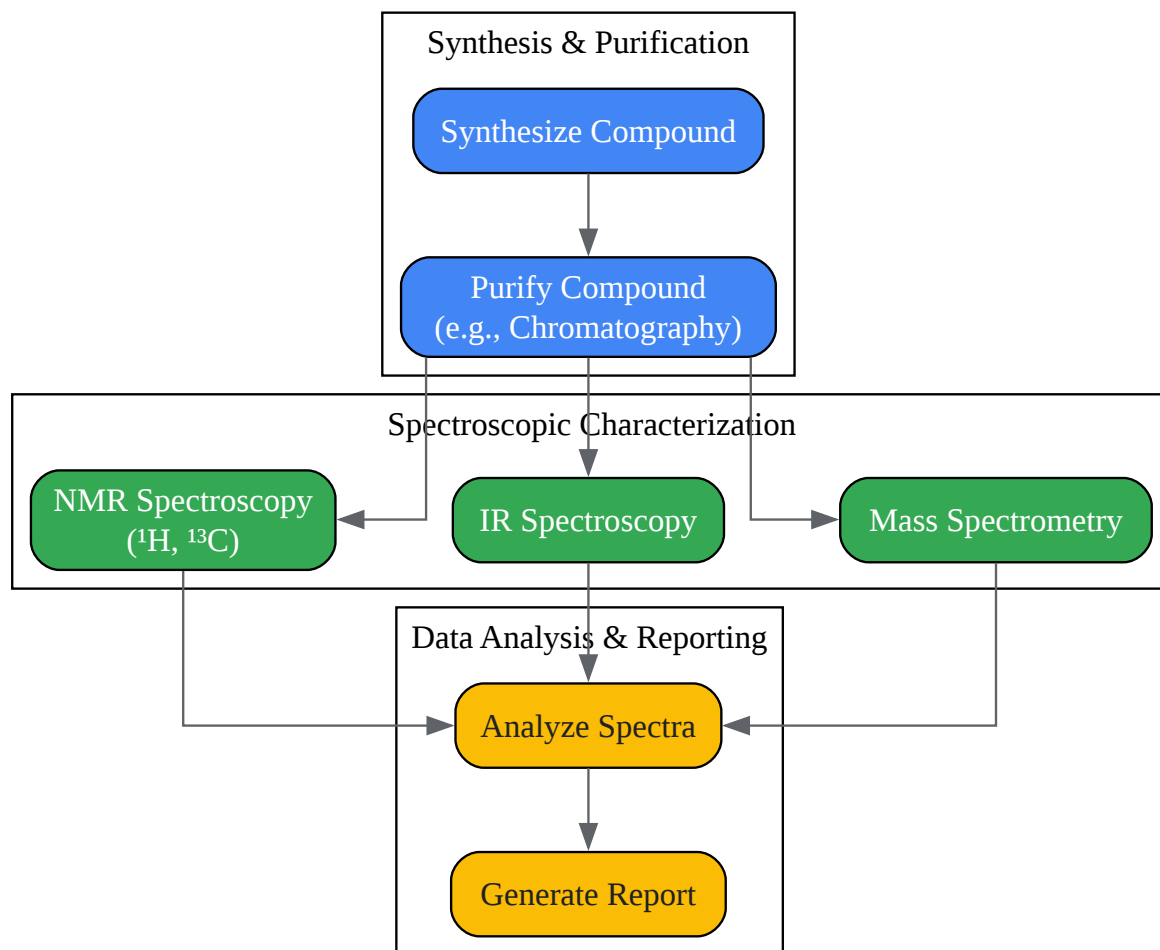 Synthesis & Purification
Synthesize Compound
Purify Compound
(e.g., Chromatography)
Spectroscopic Characterization
NMR Spectroscopy
(¹H, ¹³C)
IR Spectroscopy
Mass Spectrometry
Data Analysis & Reporting
Analyze Spectra
Generate Report